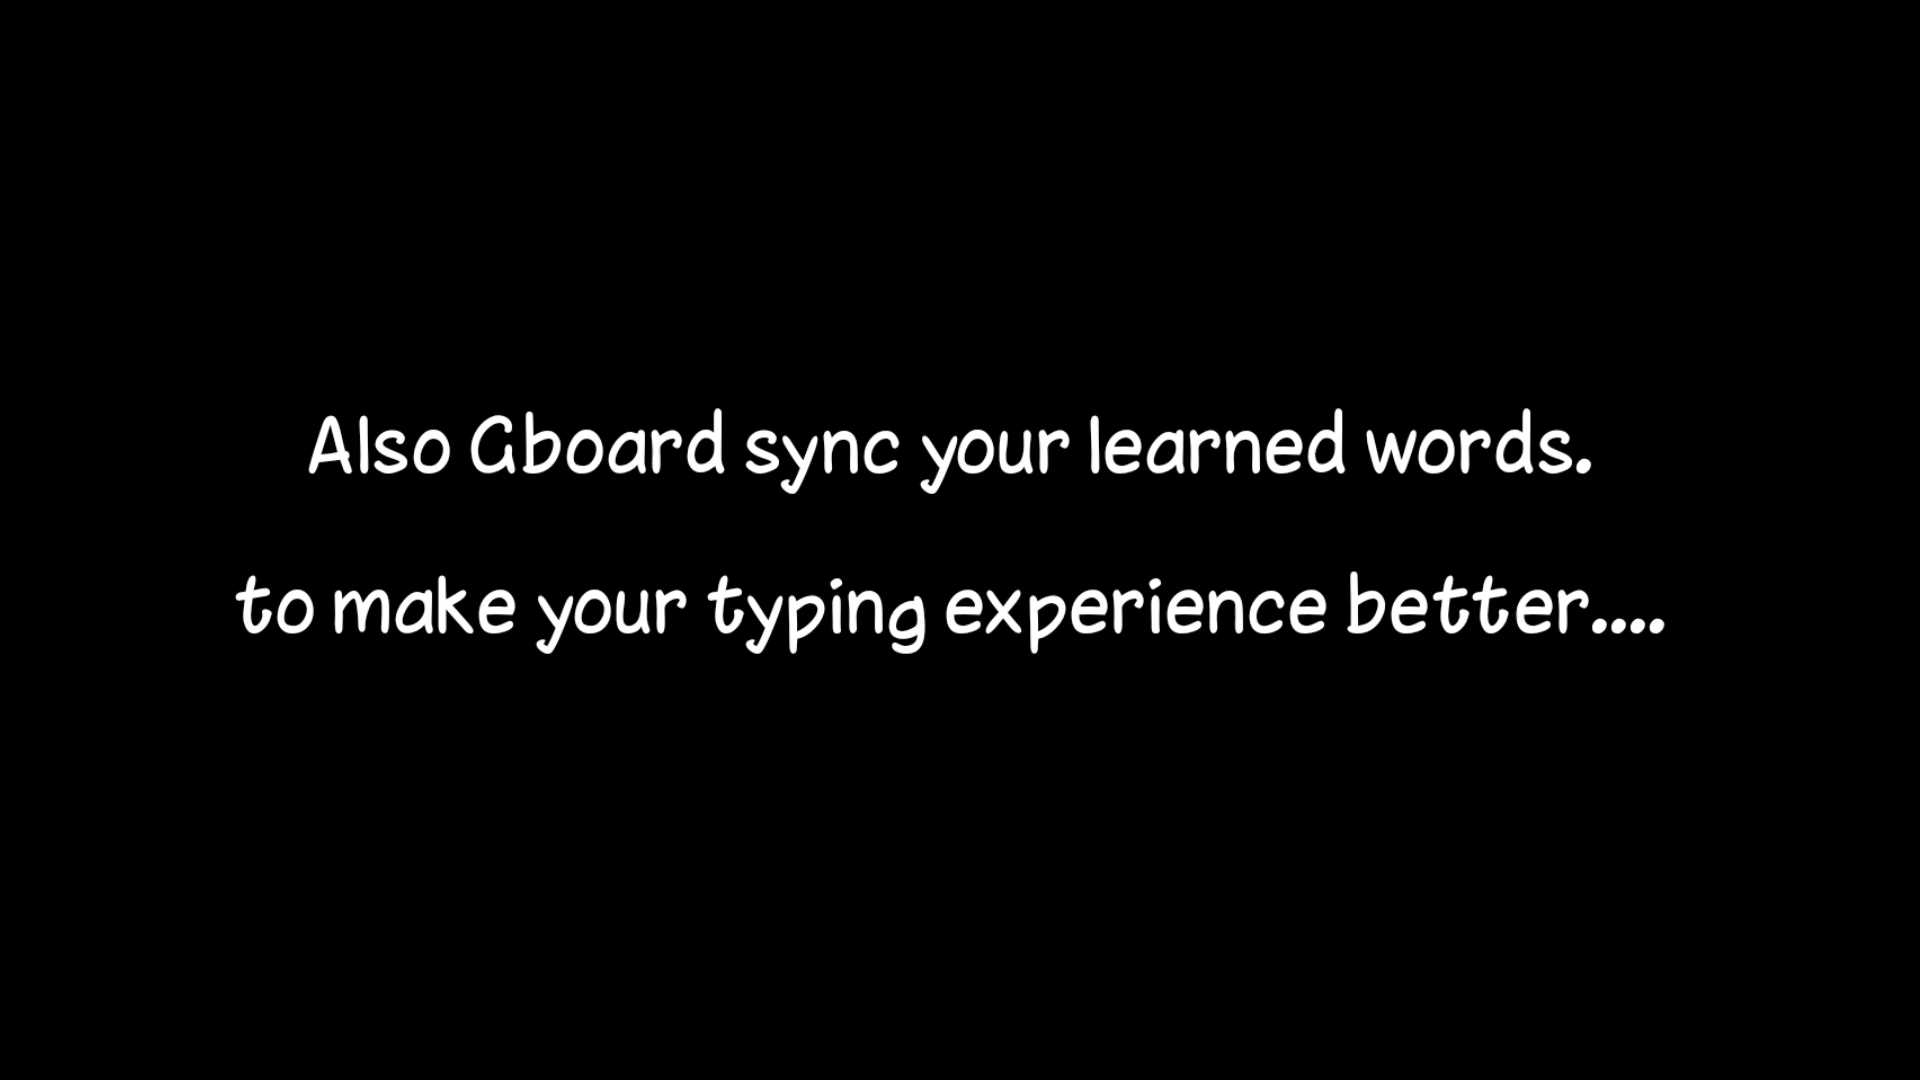 Also Gboard sync your learned words.
to make your typing experience better....